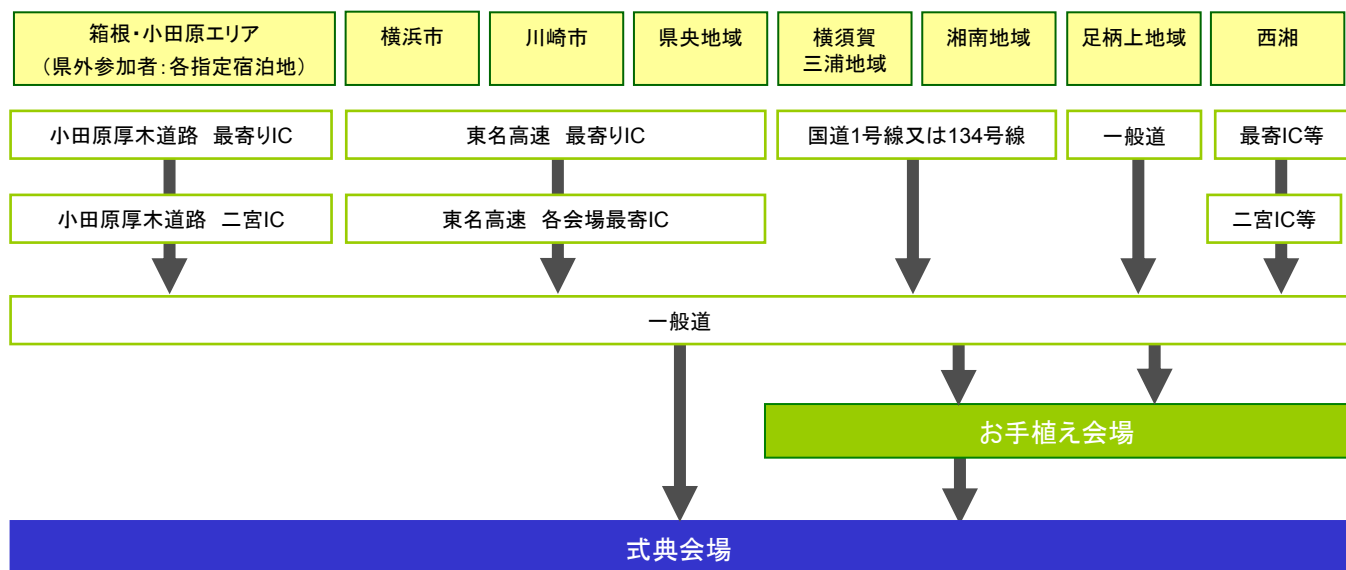 箱根・小田原エリア
（県外参加者：各指定宿泊地）
横浜市
川崎市
県央地域
横須賀
三浦地域
湘南地域
足柄上地域
西湘
小田原厚木道路　最寄りIC
東名高速　最寄りIC
国道1号線又は134号線
一般道
最寄IC等
小田原厚木道路　二宮IC
東名高速　各会場最寄IC
二宮IC等
一般道
お手植え会場
式典会場